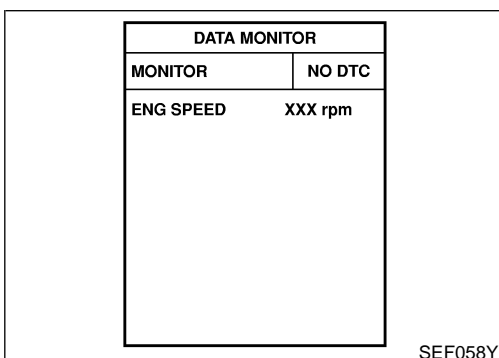 DATA MONITOR
MONITOR NO DTC
ENG SPEED XXX rpm
SEF058Y